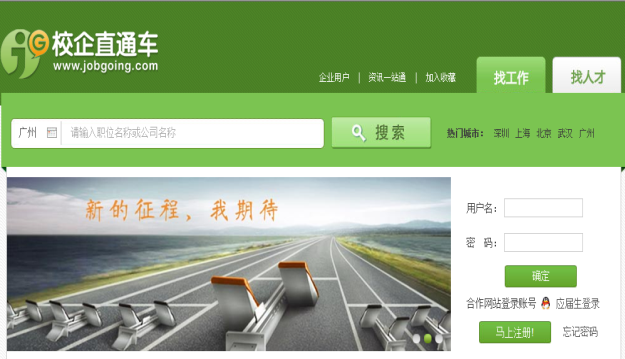 校企直通车
www.jobgoing.com
企业用户 | 资讯一站通 | 加入收藏
找工作
找人才
广州
请输入职位名称或公司名称
搜索
热门城市: 深圳 上海 北京 武汉 广州
新的征程，我期待
用户名:
密 码:
确定
合作网站登录账号 应届生登录
马上注册!
忘记密码